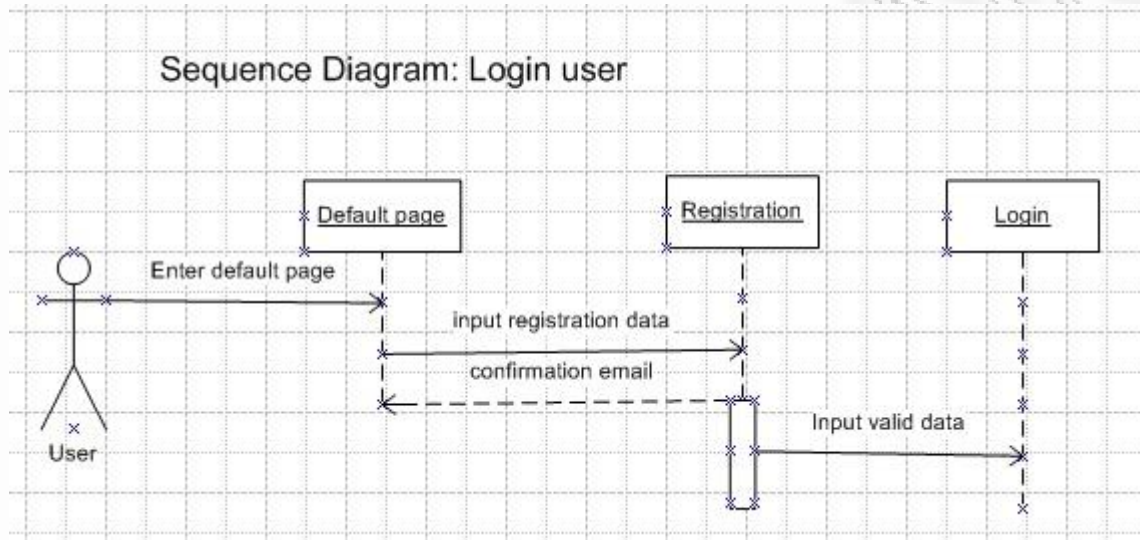 Sequence Diagram: Login user
Default page
Registration
Login
Enter default page
input registration data
confirmation email
Input valid data
User